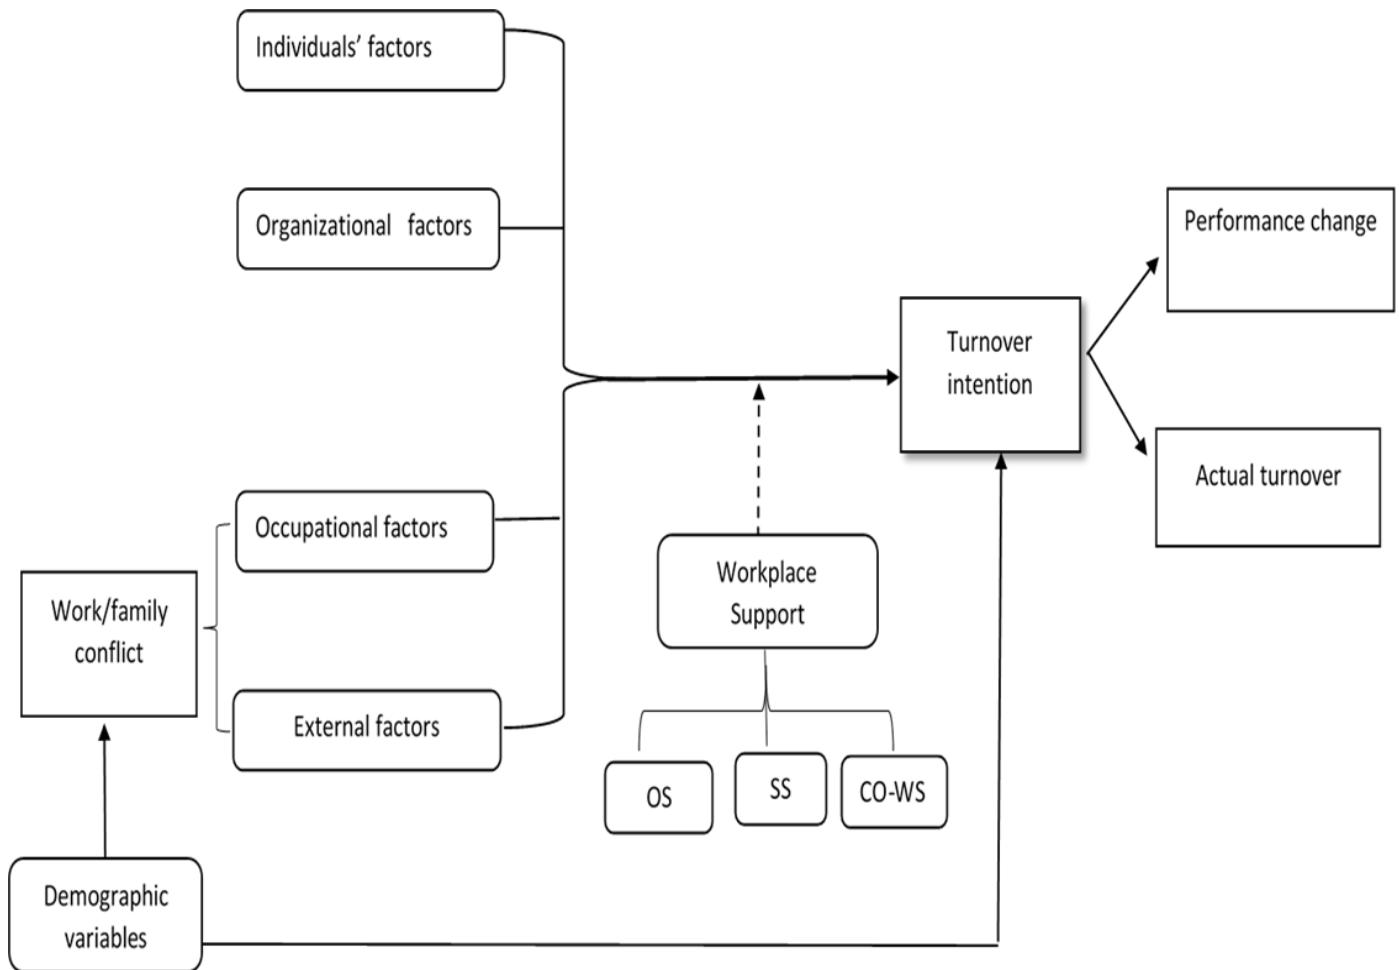 Individuals’ factors
Organizational factors
Performance change
Turnover
intention
Actual turnover
Occupational factors
Workplace
Support
Work/family
conflict
External factors
OS
SS
CO-WS
Demographic
variables